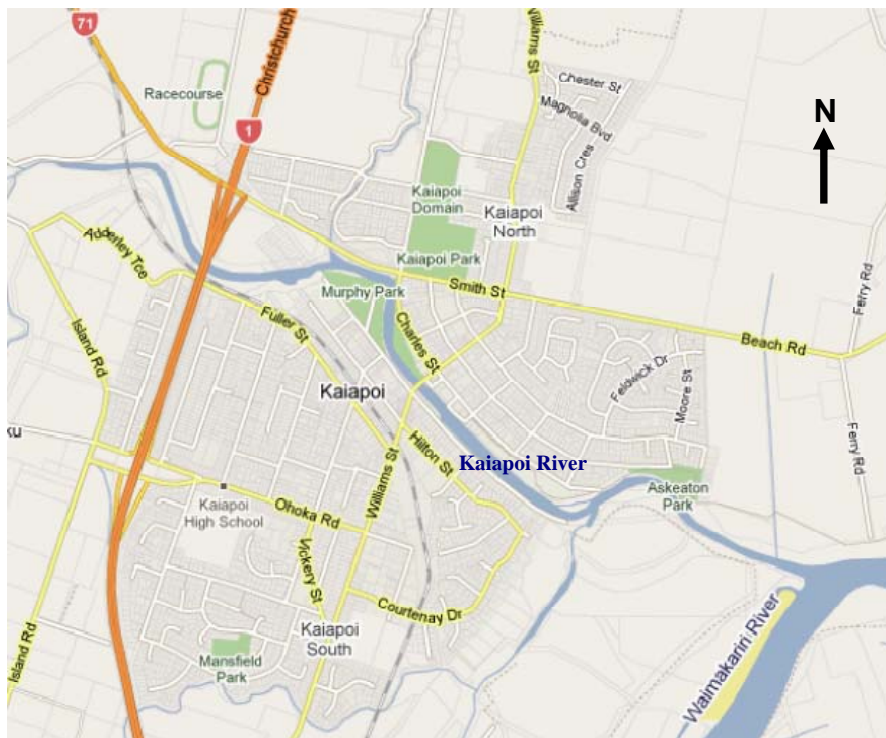 71
Christchurch
Williams St
Chester St
Racecourse
Magnolia Blvd
N
1
Allison Cres
Kaiapoi
Domain
Kaiapoi
North
Adderley Tce
Kaiapoi Park
Ferry Rd
Murphy Park
Smith St
Island Rd
Fuller St
Charles St
Beach Rd
Feldwick Dr
Kaiapoi
Moore St
ku
Hilton St
Williams St
Kaiapoi River
Ferry Rd
Askeaton
Park
Kaiapoi
High School
Ohoka Rd
Vickery St
Courtenay Dr
Kaiapoi
South
Island Rd
Mansfield
Park
Waimakariri River